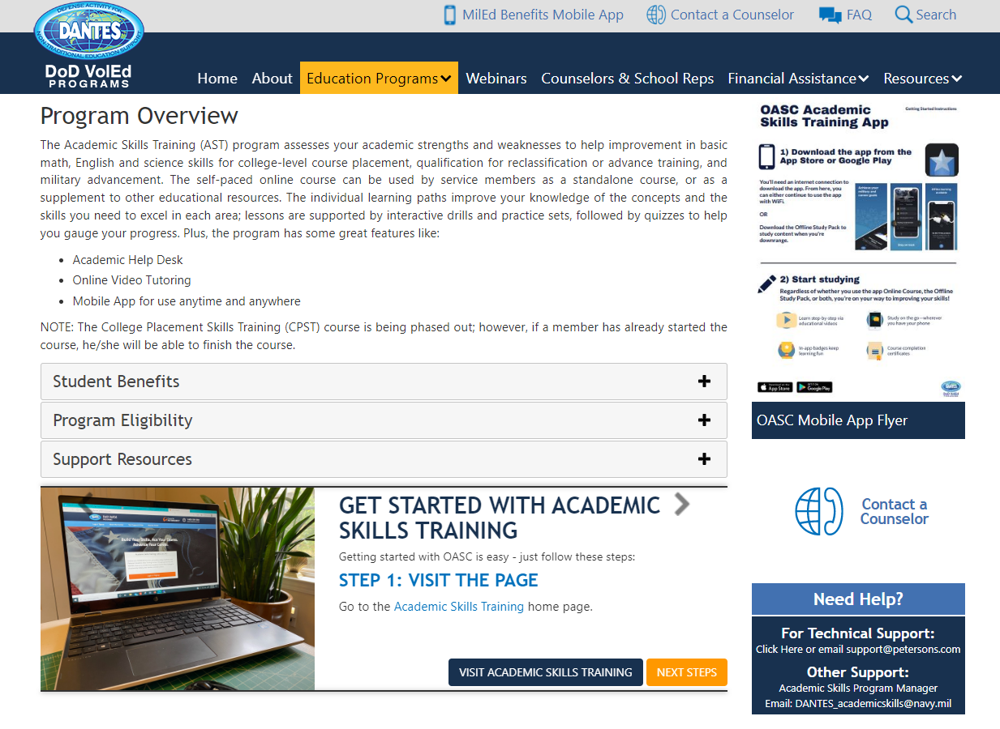 MilEd Benefits Mobile App
Contact a Counselor
FAQ
Search
DEFENSE ACTIVITY FOR
DANTES
NON-TRADITIONAL EDUCATION SUPPORT
DoD VolEd
PROGRAMS
Home
About
Education Programs
Webinars
Counselors & School Reps
Financial Assistance
Resources
Program Overview
The Academic Skills Training (AST) program assesses your academic strengths and weaknesses to help improvement in basic
math, English and science skills for college-level course placement, qualification for reclassification or advance training, and
military advancement. The self-paced online course can be used by service members as a standalone course, or as a
supplement to other educational resources. The individual learning paths improve your knowledge of the concepts and the
skills you need to excel in each area; lessons are supported by interactive drills and practice sets, followed by quizzes to help
you gauge your progress. Plus, the program has some great features like:
• Academic Help Desk
• Online Video Tutoring
• Mobile App for use anytime and anywhere
NOTE: The College Placement Skills Training (CPST) course is being phased out; however, if a member has already started the
course, he/she will be able to finish the course.
Student Benefits
Program Eligibility
Support Resources
GET STARTED WITH ACADEMIC
SKILLS TRAINING
Getting started with OASC is easy - just follow these steps:
STEP 1: VISIT THE PAGE
Go to the Academic Skills Training home page.
VISIT ACADEMIC SKILLS TRAINING
NEXT STEPS
OASC Academic
Skills Training App
Getting Started Instructions
1) Download the app from the
App Store or Google Play
You'll need an internet connection to
download the app. From here, you
can either continue to use the app
with WiFi.
OR
Download the Offline Study Pack to
study content when you're
downrange.
2) Start studying
Regardless of whether you use the app Online Course, the Offline
Study Pack, or both, you're on your way to improving your skills!
Learn step-by-step via
educational videos
Study on the go—wherever
you have your phone
In-app badges keep
learning fun
Course completion
certificates
App Store
Google Play
OASC Mobile App Flyer
Contact a
Counselor
Need Help?
For Technical Support:
Click Here or email support@petersons.com
Other Support:
Academic Skills Program Manager
Email: DANTES_academicskills@navy.mil